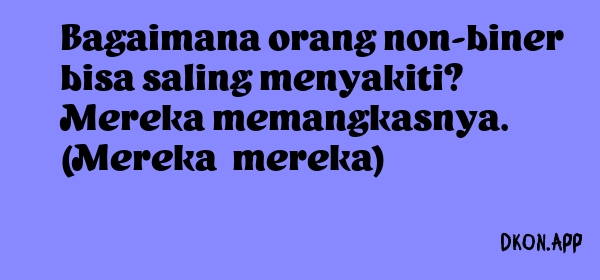 Bagaimana orang non-biner
bisa saling menyakiti?
Mereka memangkasnya.
(Mereka mereka)
DKON.APP